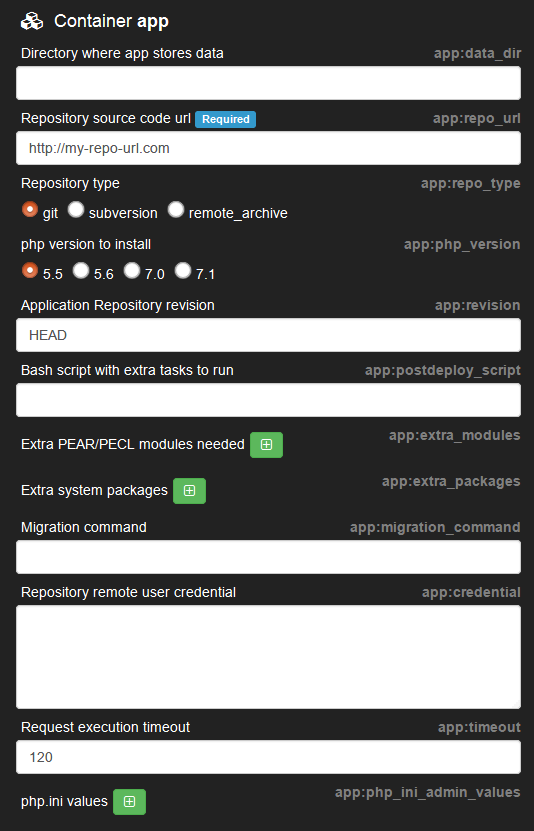 Container app
Directory where app stores data app:data_dir
Repository source code url Required app:repo_url
http://my-repo-url.com
Repository type app:repo_type
git subversion remote_archive
php version to install app:php_version
5.5 5.6 7.0 7.1
Application Repository revision app:revision
HEAD
Bash script with extra tasks to run app:postdeploy_script
Extra PEAR/PECL modules needed app:extra_modules
Extra system packages app:extra_packages
Migration command app:migration_command
Repository remote user credential app:credential
Request execution timeout app:timeout
120
php.ini values app:php_ini_admin_values